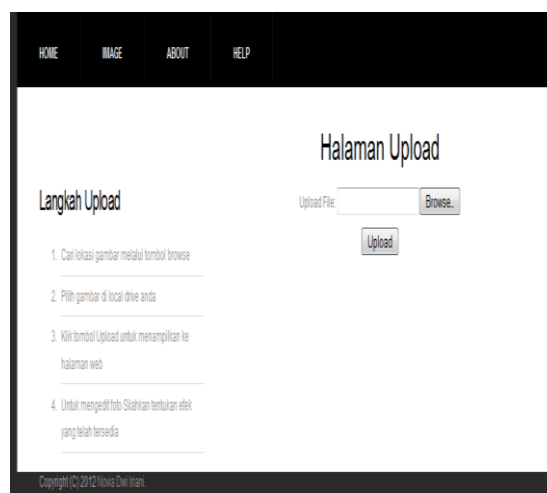 HOME IMAGE ABOUT HELP
Halaman Upload
Langkah Upload
Upload File: Browse..
Upload
1. Cari lokasi gambar melalui tombol browse
2. Pilih gambar di local drive anda
3. Klik tombol Upload untuk menampilkan ke
halaman web
4. Untuk mengedit foto Silahkan tentukan efek
yang telah tersedia
Copyright (C) 2012 Novia Dwi Iriani.